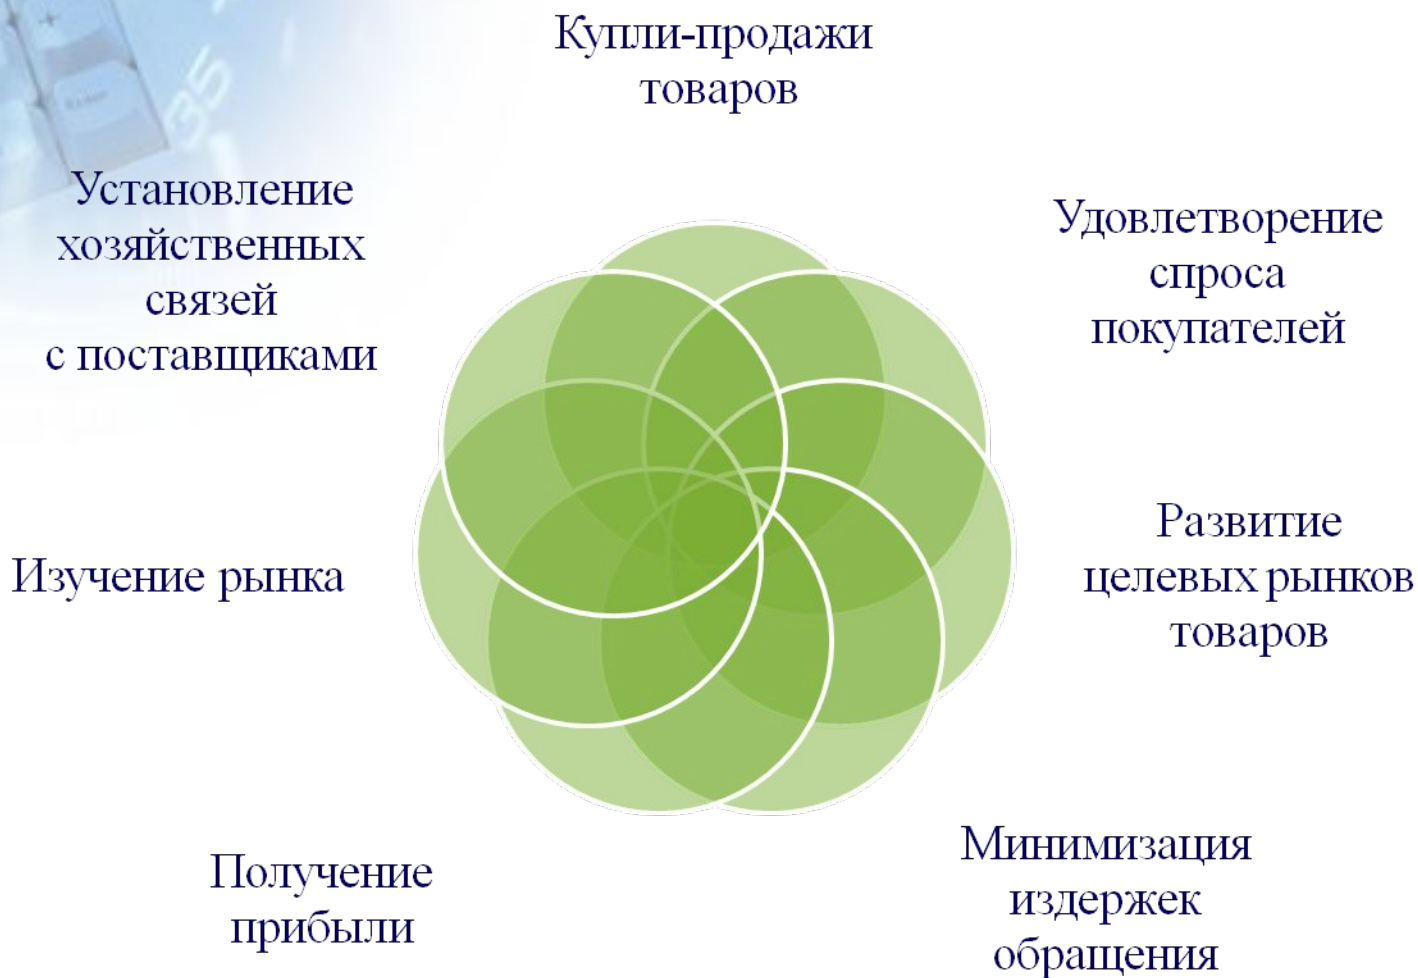 Купли-продажи
товаров
Удовлетворение
спроса
покупателей
Развитие
целевых рынков
товаров
Минимизация
издержек
обращения
Получение
прибыли
Изучение рынка
Установление
хозяйственных
связей
с поставщиками
35
+